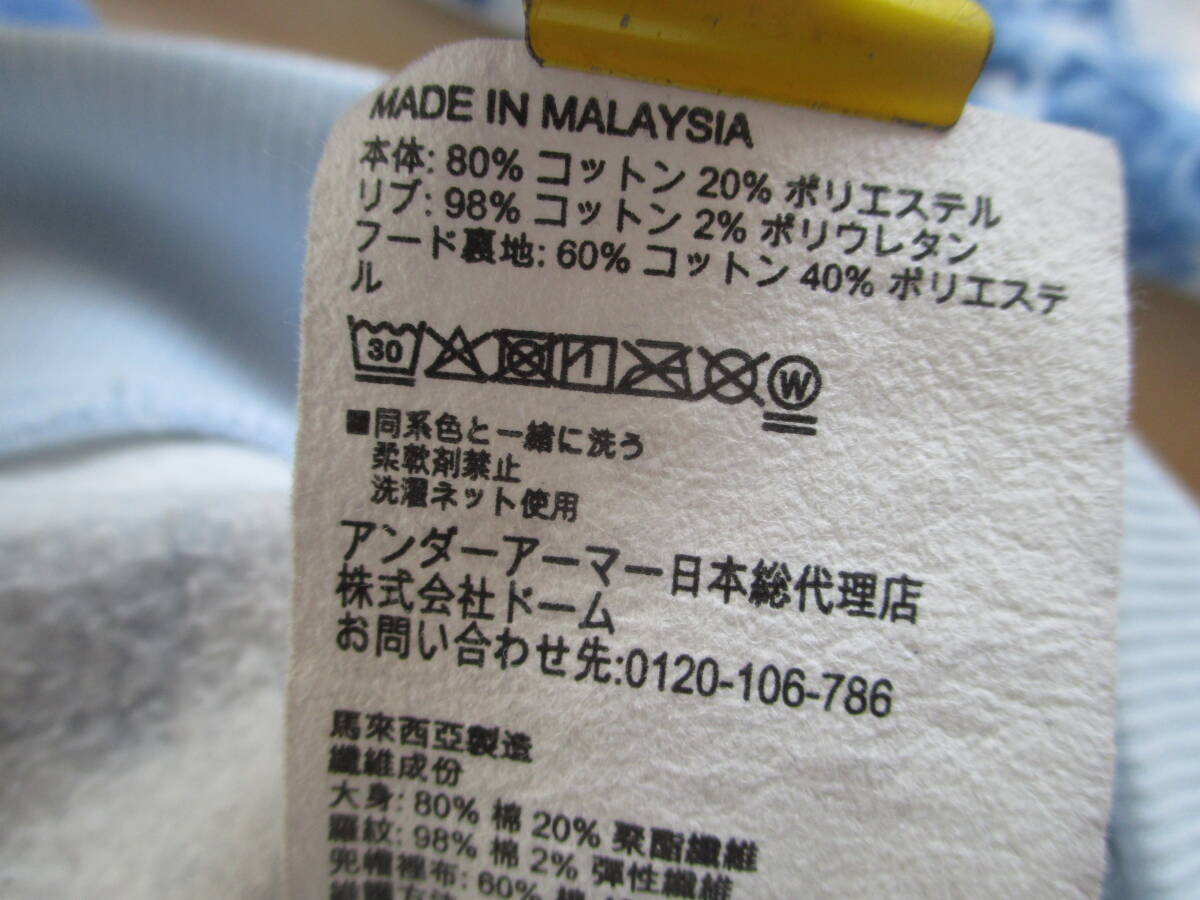 MADE IN MALAYSIA
本体: 80% コットン 20% ポリエステル
リブ: 98% コットン 2% ポリウレタン
フード裏地: 60% コットン 40% ポリエステ
ル
30 W
■同系色と一緒に洗う
柔軟剤禁止
洗濯ネット使用
アンダーアーマー日本総代理店
株式会社ドーム
お問い合わせ先:0120-106-786
馬來西亞製造
纖維成份
大身: 80% 棉 20% 聚酯纖維
羅紋: 98% 棉 2% 彈性纖維
兜帽裡布: 60% 棉